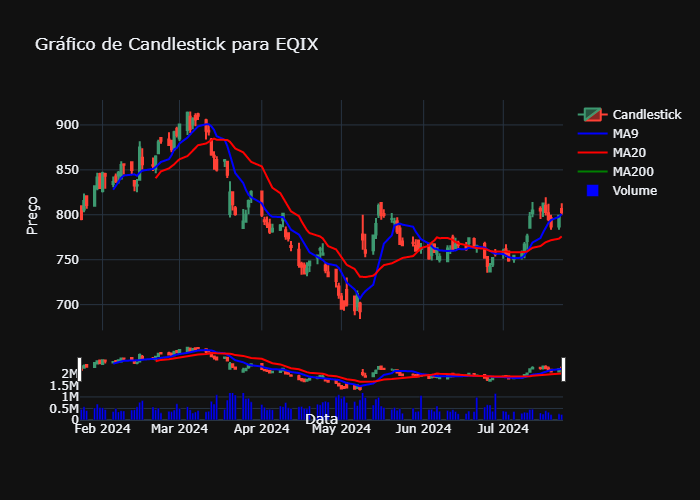 Gráfico de Candlestick para EQIX
Candlestick
MA9
MA20
MA200
Volume
Preço
900
850
800
750
700
2M
1.5M
1M
0.5M
0
Data
Feb 2024
Mar 2024
Apr 2024
May 2024
Jun 2024
Jul 2024